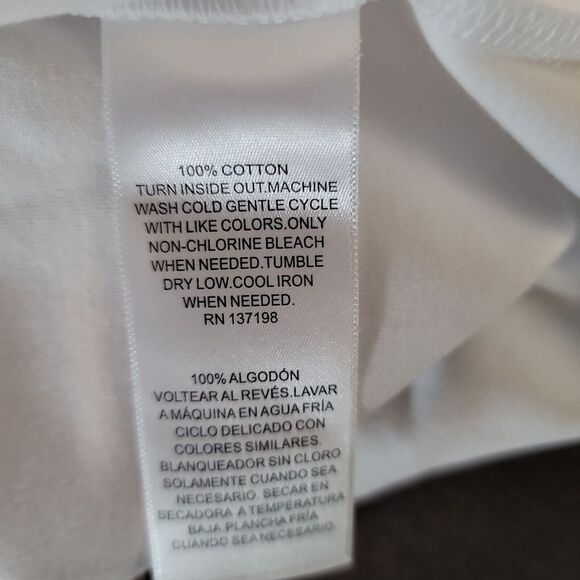 100% COTTON
TURN INSIDE OUT.MACHINE
WASH COLD GENTLE CYCLE
WITH LIKE COLORS.ONLY
NON-CHLORINE BLEACH
WHEN NEEDED.TUMBLE
DRY LOW.COOL IRON
WHEN NEEDED.
RN 137198
100% ALGODÓN
VOLTEAR AL REVÉS.LAVAR
A MÁQUINA EN AGUA FRÍA
CICLO DELICADO CON
COLORES SIMILARES.
BLANQUEADOR SIN CLORO
SOLAMENTE CUANDO SEA
NECESARIO. SECAR EN
SECADORA A TEMPERATURA
BAJA. PLANCHA FRÍA
CUANDO SEA NECESARIO.